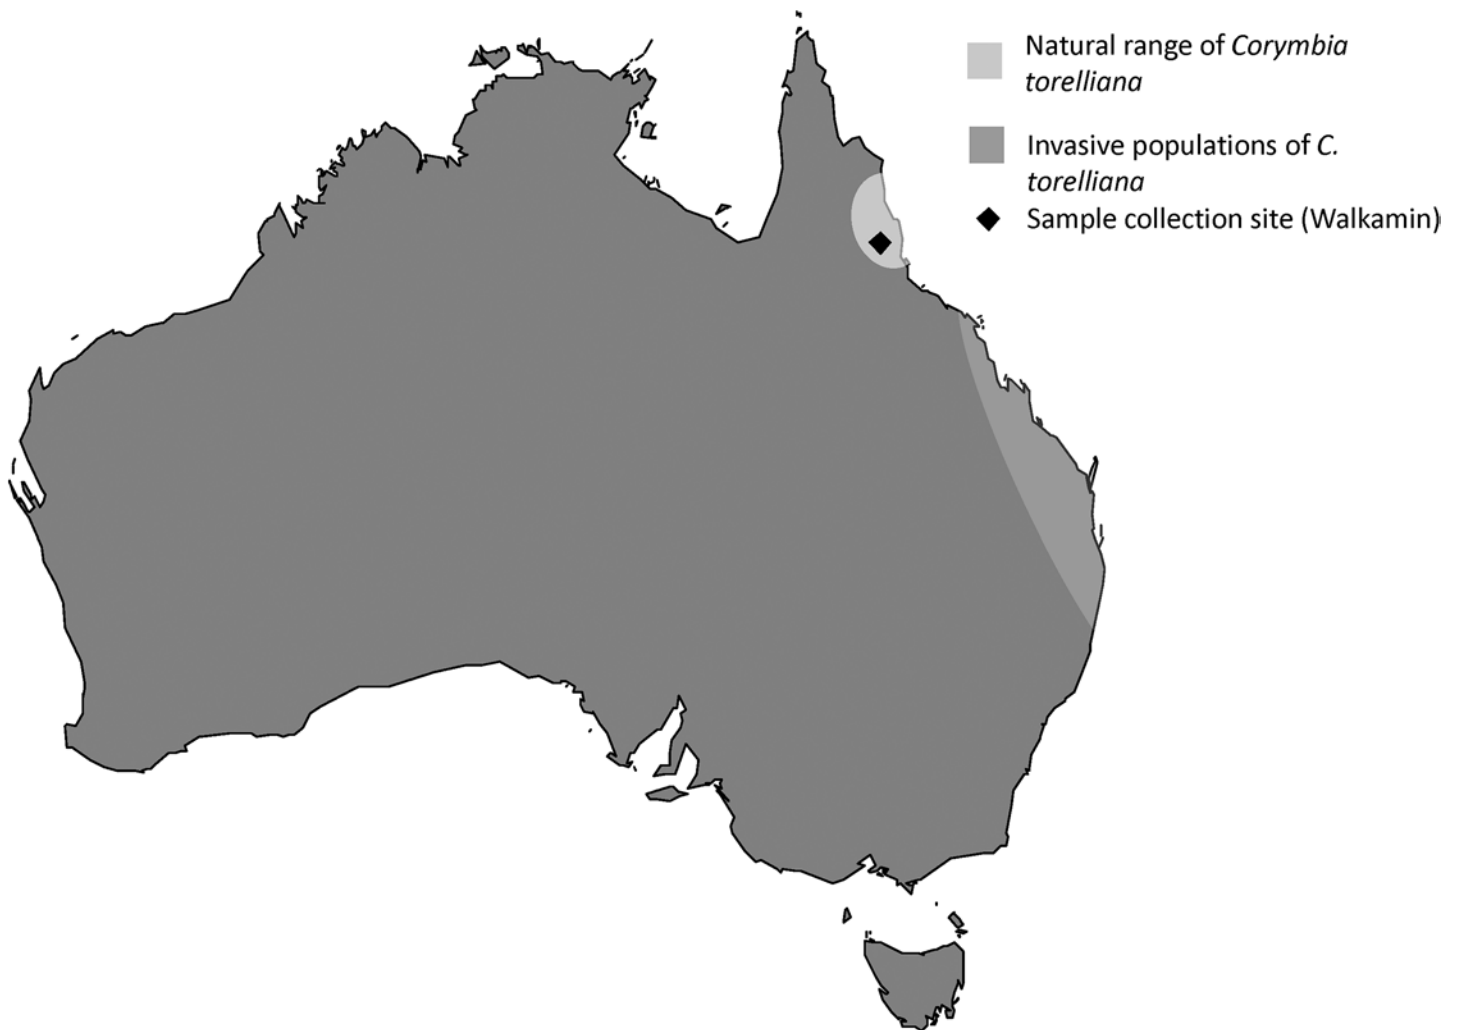 Natural range of Corymbia
torelliana
Invasive populations of C.
torelliana
Sample collection site (Walkamin)